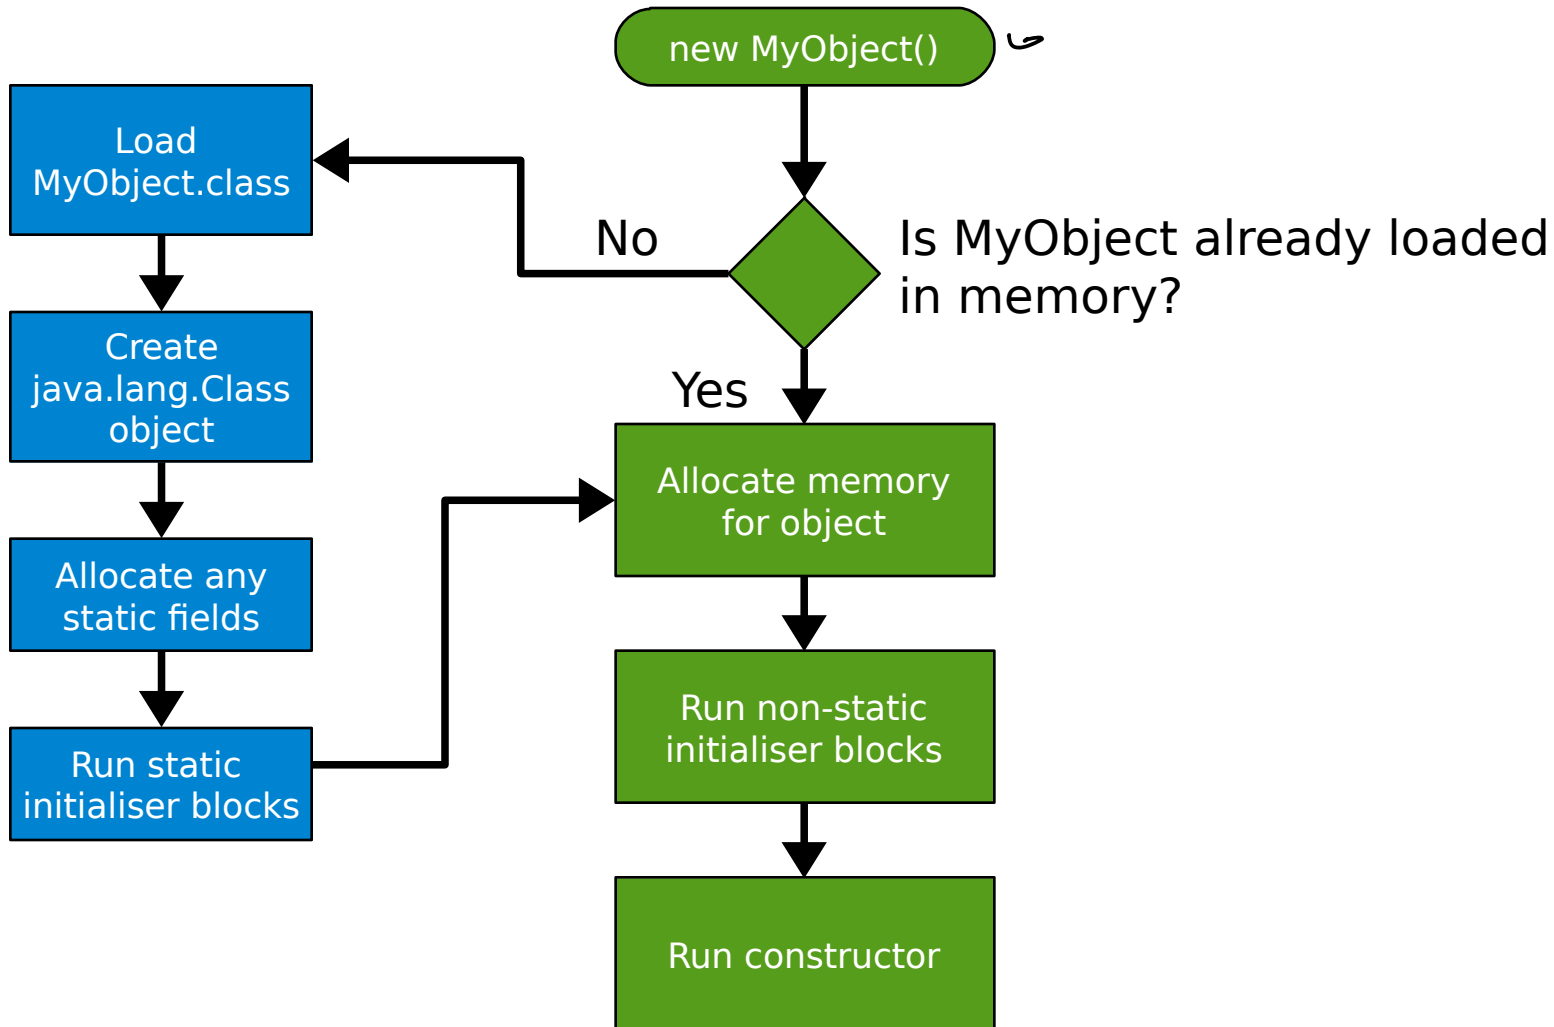 new MyObject()
Is MyObject already loaded
in memory?
No
Load
MyObject.class
Create
java.lang.Class
object
Allocate any
static fields
Run static
initialiser blocks
Yes
Allocate memory
for object
Run non-static
initialiser blocks
Run constructor